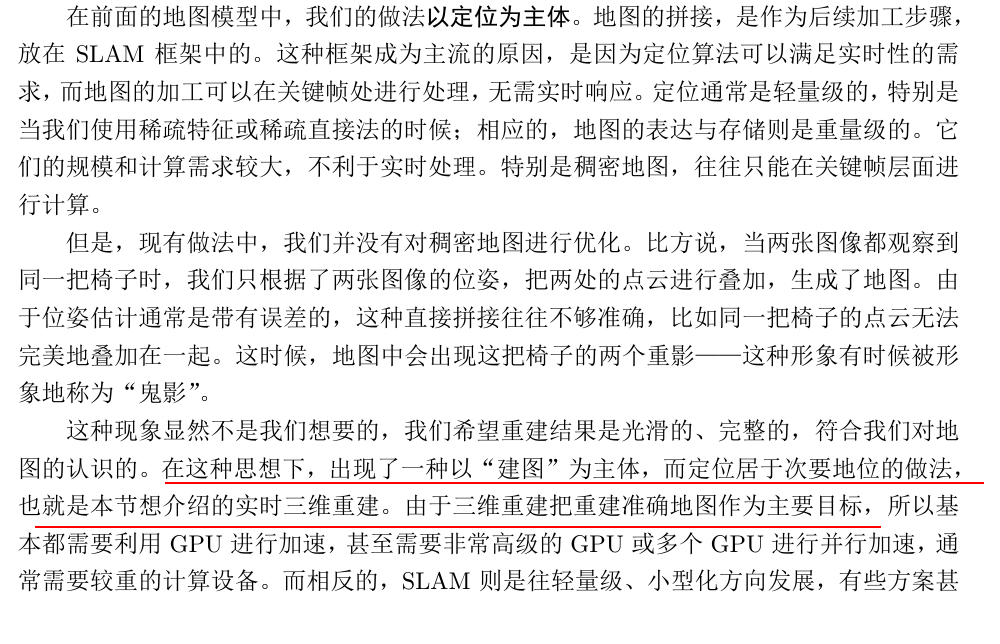 在前面的地图模型中，我们的做法以定位为主体。地图的拼接，是作为后续加工步骤，
放在 SLAM 框架中的。这种框架成为主流的原因，是因为定位算法可以满足实时性的需
求，而地图的加工可以在关键帧处进行处理，无需实时响应。定位通常是轻量级的，特别是
当我们使用稀疏特征或稀疏直接法的时候；相应的，地图的表达与存储则是重量级的。它
们的规模和计算需求较大，不利于实时处理。特别是稠密地图，往往只能在关键帧层面进
行计算。
但是，现有做法中，我们并没有对稠密地图进行优化。比方说，当两张图像都观察到
同一把椅子时，我们只根据了两张图像的位姿，把两处的点云进行叠加，生成了地图。由
于位姿估计通常是带有误差的，这种直接拼接往往不够准确，比如同一把椅子的点云无法
完美地叠加在一起。这时候，地图中会出现这把椅子的两个重影——这种形象有时候被形
象地称为“鬼影”。
这种现象显然不是我们想要的，我们希望重建结果是光滑的、完整的，符合我们对地
图的认识的。在这种思想下，出现了一种以“建图”为主体，而定位居于次要地位的做法，
也就是本节想介绍的实时三维重建。由于三维重建把重建准确地图作为主要目标，所以基
本都需要利用 GPU 进行加速，甚至需要非常高级的 GPU 或多个 GPU 进行并行加速，通
常需要较重的计算设备。而相反的，SLAM 则是往轻量级、小型化方向发展，有些方案甚